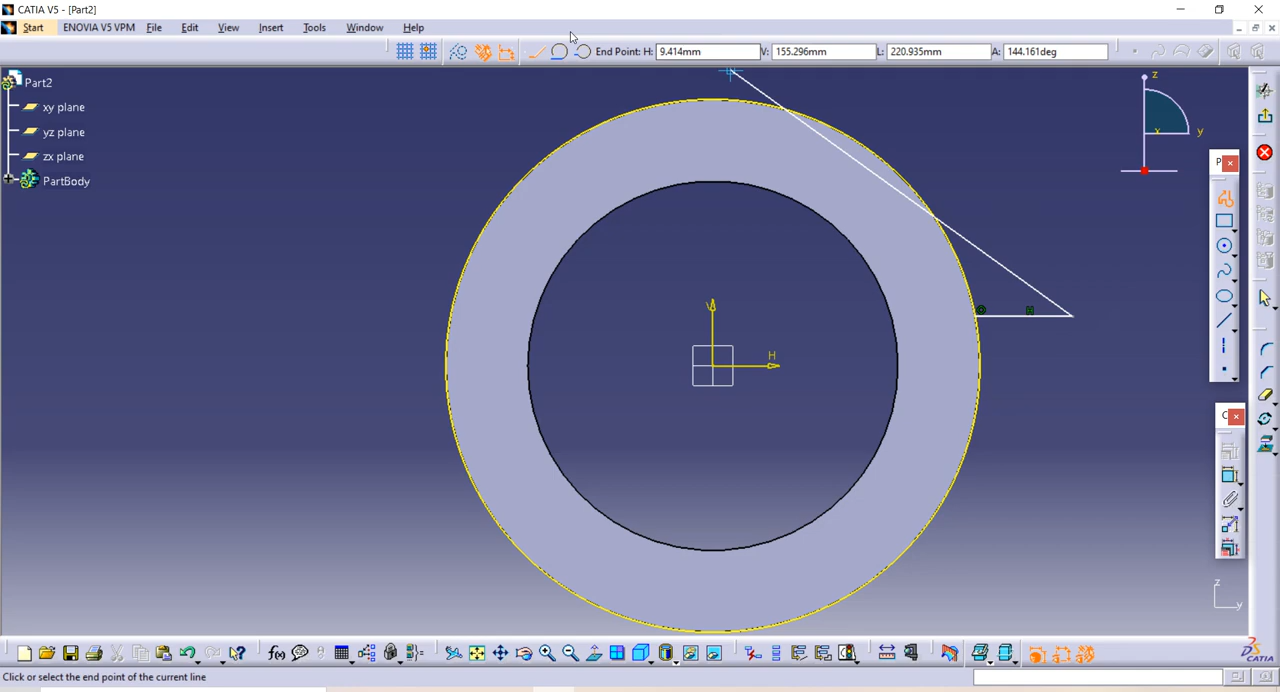 CATIA V5 - [Part2]
Start ENOVIA V5 VPM File Edit View Insert Tools Window Help
End Point: H: 9.414mm V: 155.296mm L: 220.935mm A: 144.161deg
Part2
xy plane
yz plane
zx plane
PartBody
z
x
y
P...
V
H
H
C...
z
y
f(x)
CATIA
Click or select the end point of the current line